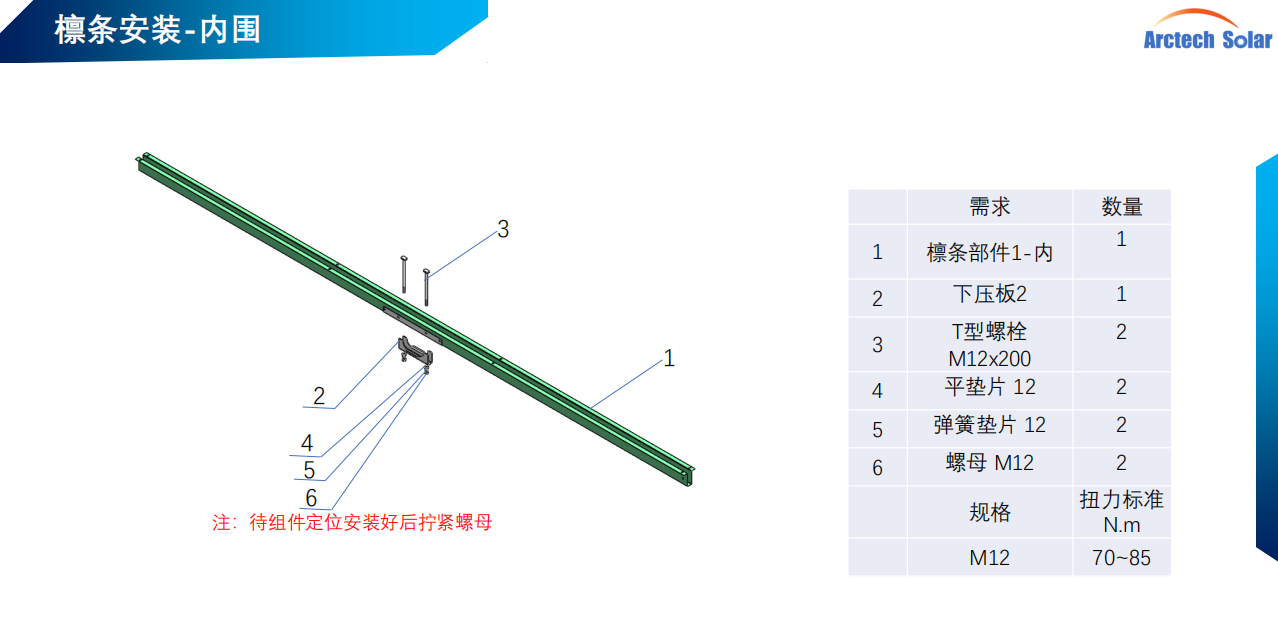 檩条安装-内围
Arctech Solar
3
1
2
4
5
6
注：待组件定位安装好后拧紧螺母
需求 数量
1 檩条部件1-内 1
2 下压板2 1
3 T型螺栓 2
M12x200
4 平垫片 12 2
5 弹簧垫片 12 2
6 螺母 M12 2
规格 扭力标准
N.m
M12 70~85